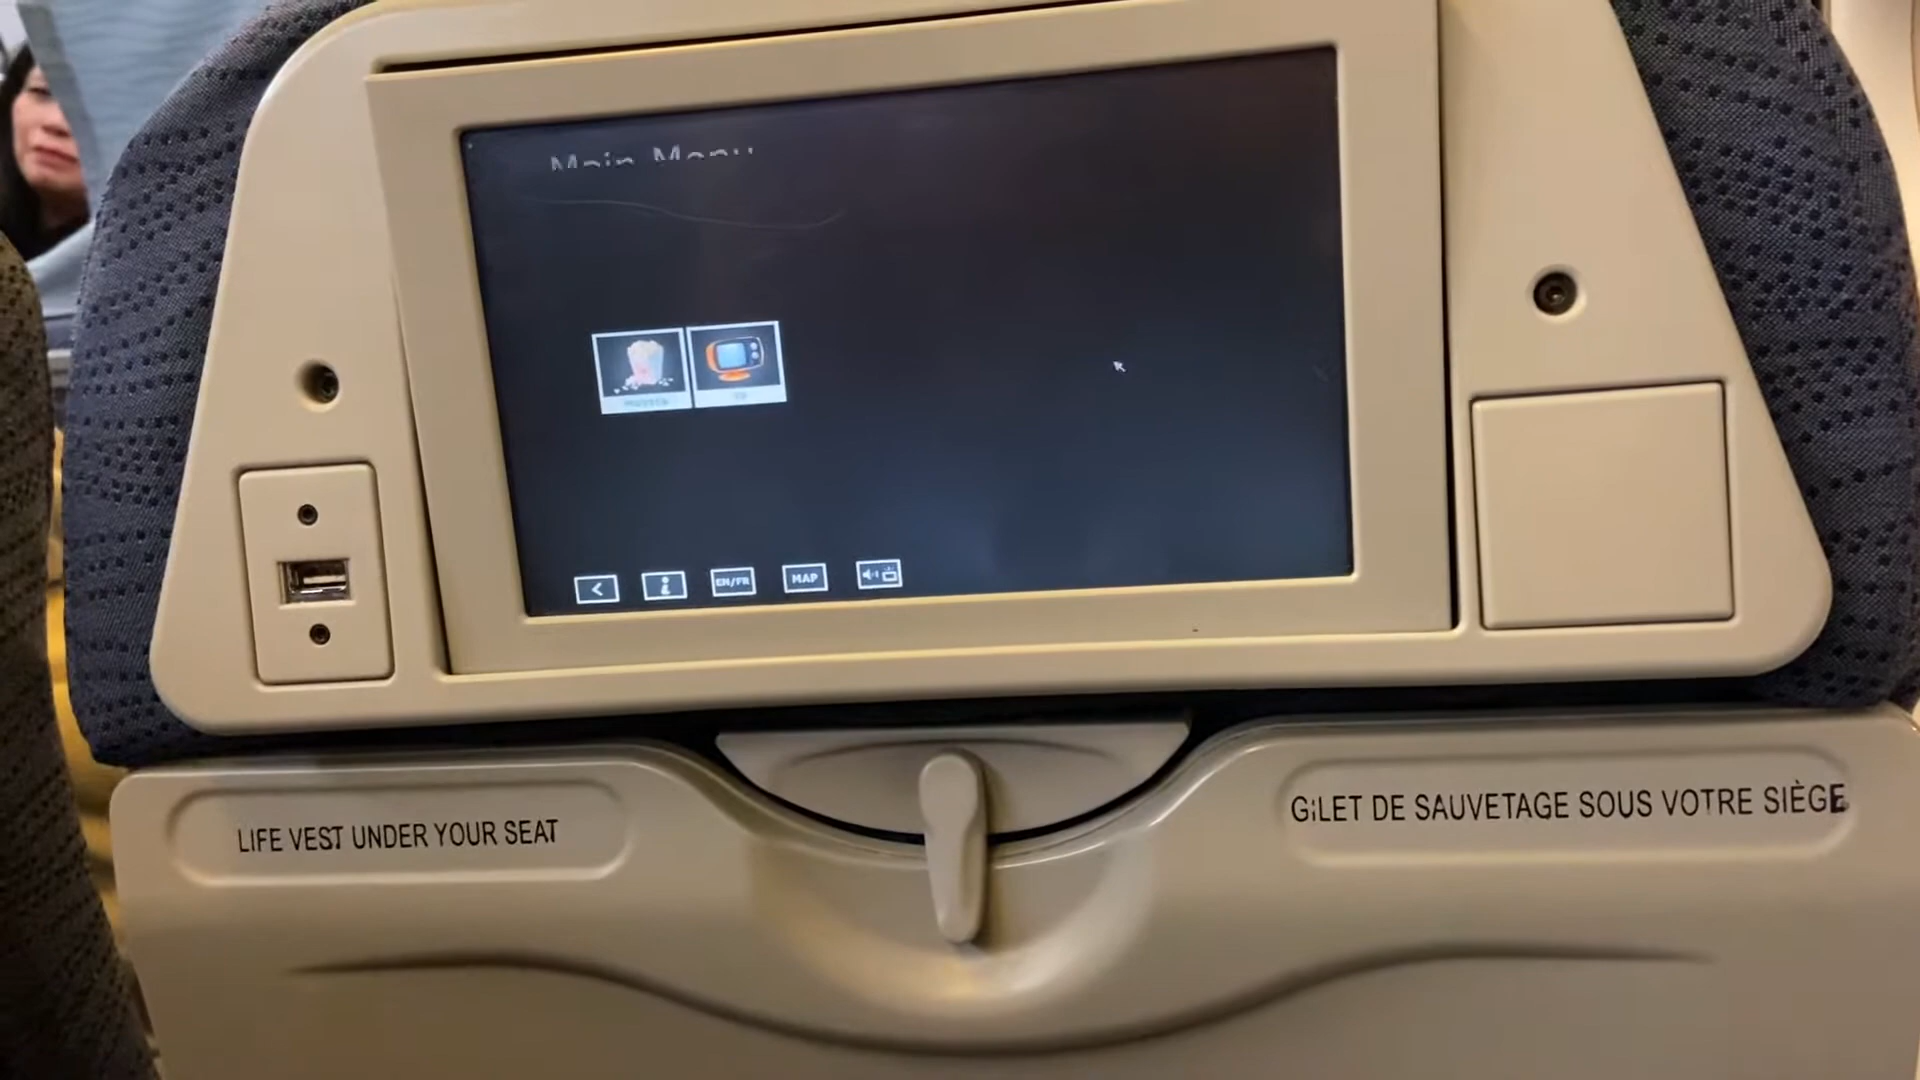 Main Menu
EN/FR
MAP
LIFE VEST UNDER YOUR SEAT
GILET DE SAUVETAGE SOUS VOTRE SIÈGE